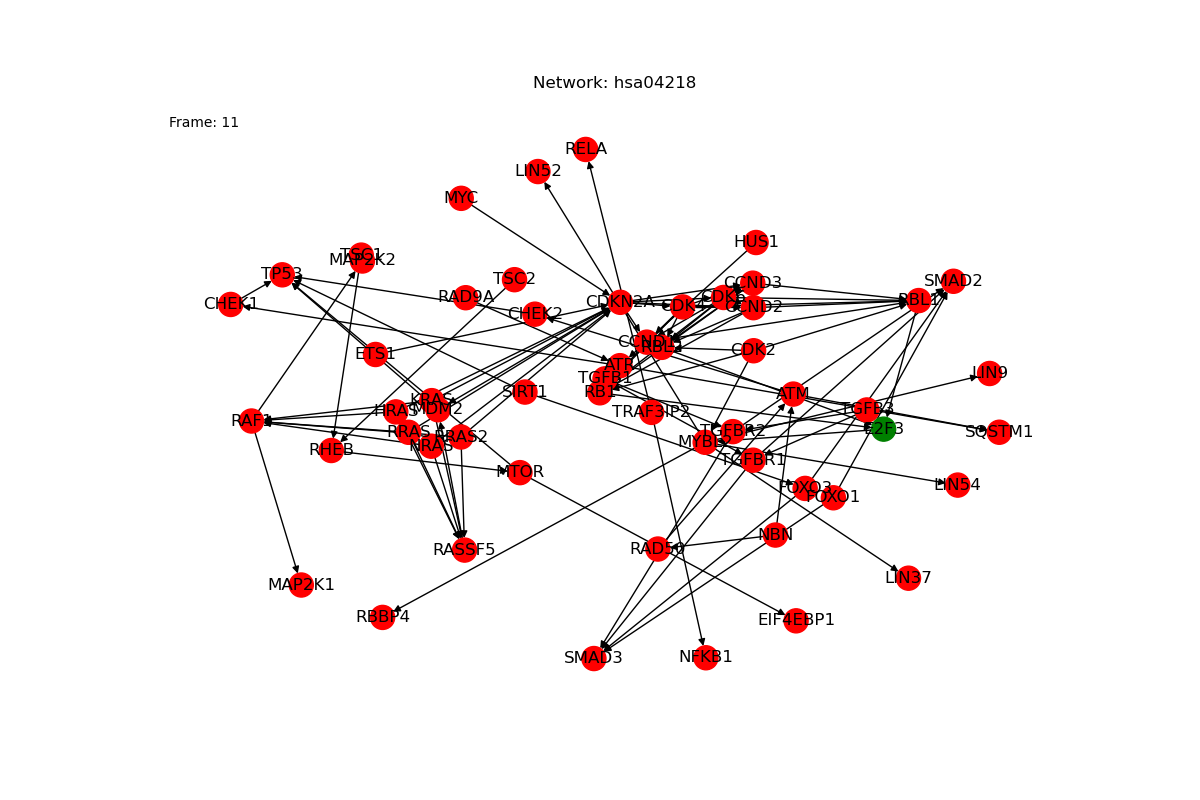 Network: hsa04218
Frame: 11
RELA
LIN52
MYC
HUS1
TSC1
MAP2K2
TP53
TSC2
CCND3
SMAD2
CHEK1
RAD9A
CHEK2
CDKN2A
CDK4
CDK6
CCND2
RBL1
CCND1
RBL2
CDK2
ETS1
ATR
TGFB1
RB1
SIRT1
ATM
LIN9
KRAS
HRAS
MDM2
TRAF3IP2
TGFB3
RAF1
RRAS
RRAS2
NRAS
TGFBR2
E2F3
SQSTM1
RHEB
MYBL2
TGFBR1
MTOR
FOXO3
FOXO1
LIN54
NBN
RASSF5
RAD50
MAP2K1
LIN37
RBBP4
EIF4EBP1
SMAD3
NFKB1